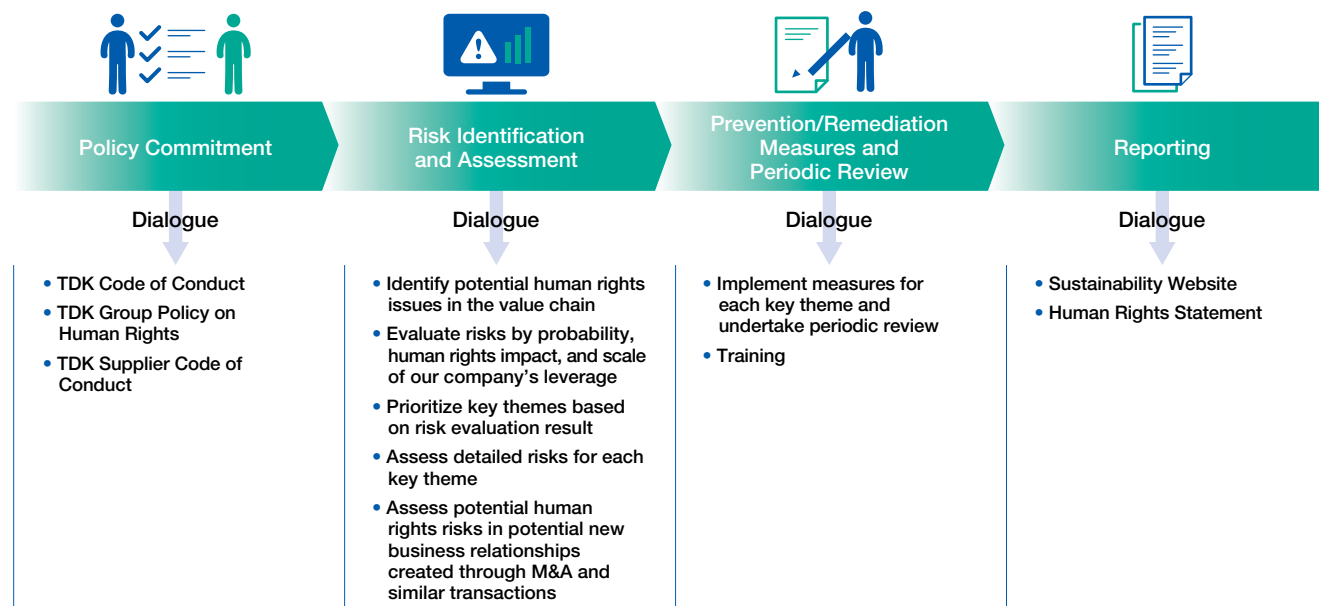 Policy Commitment
Risk Identification
and Assessment
Prevention/Remediation
Measures and
Periodic Review
Reporting
Dialogue
Dialogue
Dialogue
Dialogue
• TDK Code of Conduct
• TDK Group Policy on
Human Rights
• TDK Supplier Code of
Conduct
• Identify potential human rights
issues in the value chain
• Evaluate risks by probability,
human rights impact, and scale
of our company's leverage
• Prioritize key themes based
on risk evaluation result
• Assess detailed risks for each
key theme
• Assess potential human
rights risks in potential new
business relationships
created through M&A and
similar transactions
• Implement measures for
each key theme and
undertake periodic review
• Training
• Sustainability Website
• Human Rights Statement